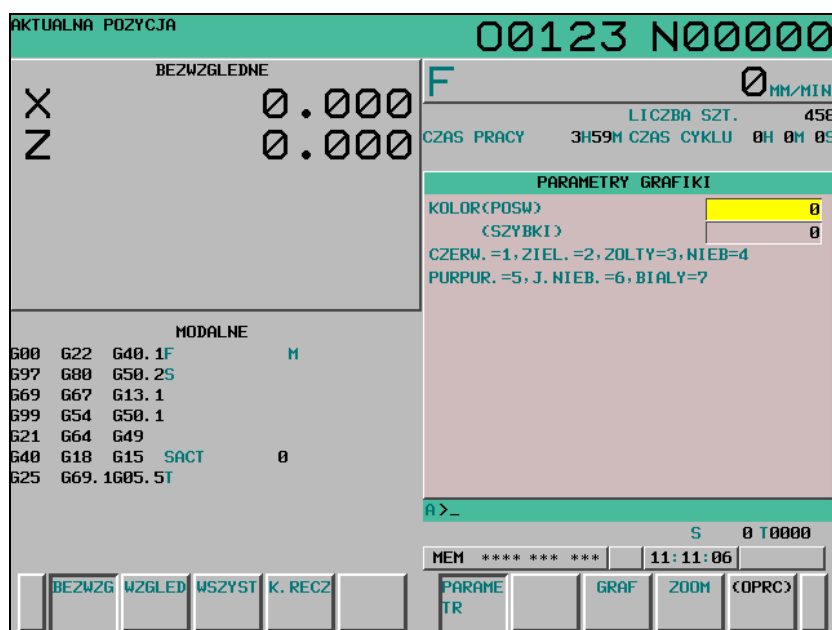 AKTUALNA POZYCJA
O0123 N00000
BEZWZGLEDNE
X 0.000
Z 0.000
F 0 MM/MIN
LICZBA SZT. 458
CZAS PRACY 3H59M CZAS CYKLU 0H 0M 0S
PARAMETRY GRAFIKI
KOLOR(POSW) 0
(SZYBKI) 0
CZERW.=1,ZIEL.=2,ZOLTY=3,NIEB=4
PURPUR.=5,J.NIEB.=6,BIALY=7
MODALNE
G00 G22 G40.1 F M
G97 G80 G50.2 S
G69 G67 G13.1
G99 G54 G50.1
G21 G64 G49
G40 G18 G15 SACT 0
G25 G69.1 G05.5 T
A>_
S 0 T0000
MEM **** *** *** 11:11:06
BEZWZG WZGLED WSZYST K.RECZ
PARAME GRAF ZOOM (OPRC)
TR